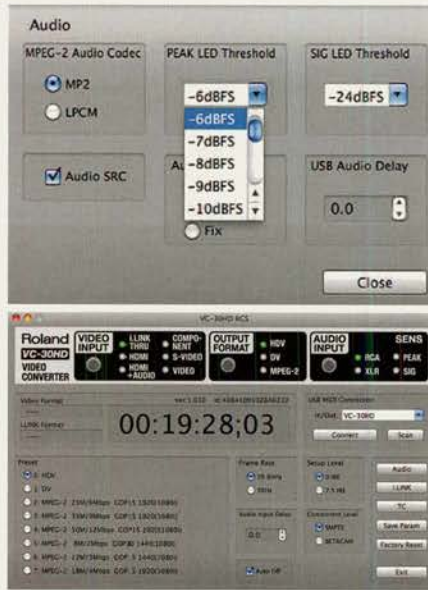 Audio
MPEG-2 Audio Codec
PEAK LED Threshold
SIG LED Threshold
MP2
LPCM
-6dBFS
-24dBFS
-6dBFS
-7dBFS
-8dBFS
-9dBFS
-10dBFS
Audio SRC
Fix
USB Audio Delay
0.0
Close
VC-30HD RCS
Roland
VC-30HD
VIDEO
CONVERTER
VIDEO
INPUT
i.LINK
THRU
HDMI
HDMI
+AUDIO
COMPO-
NENT
S-VIDEO
VIDEO
OUTPUT
FORMAT
HDV
DV
MPEG-2
AUDIO
INPUT
RCA
XLR
SENS
PEAK
SIG
Video Format
i.LINK Format
00:19:28;03
USB MIDI Connection
VC-30HD
Connect
Scan
Preset
0: HDV
1: DV
Frame Rate
Setup Level
Audio Input Delay
0.0
Component Level
SMPTE
BETACAM
Auto Off
Audio
i.LINK
TC
Save Param
Factory Reset
Exit